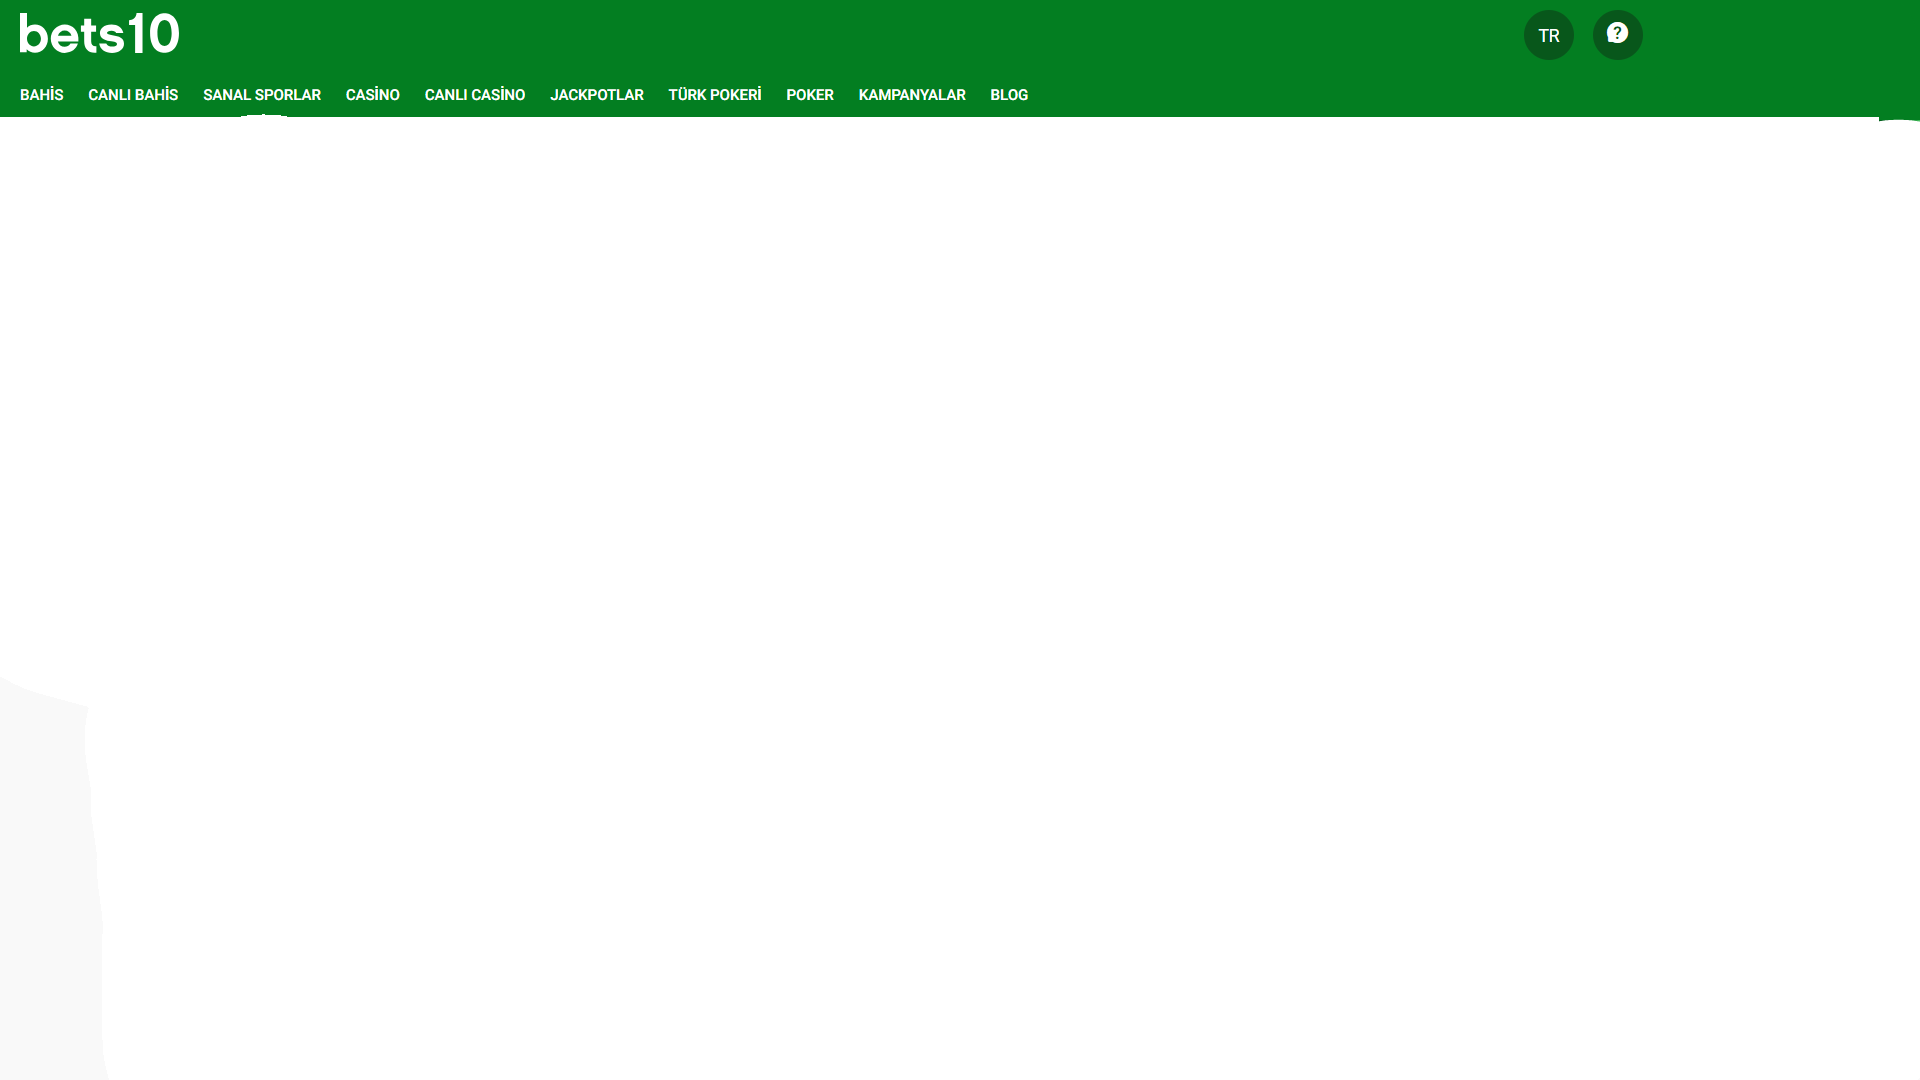 bets10
TR
?
BAHİS CANLI BAHİS SANAL SPORLAR CASİNO CANLI CASİNO JACKPOTLAR TÜRK POKERİ POKER KAMPANYALAR BLOG